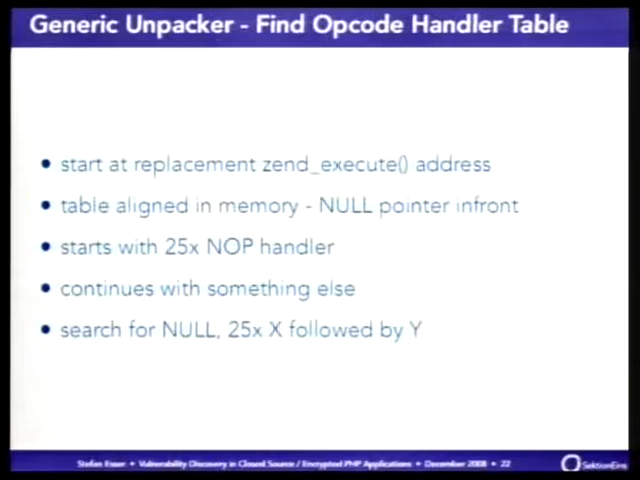 Generic Unpacker - Find Opcode Handler Table
• start at replacement zend_execute() address
• table aligned in memory - NULL pointer infront
• starts with 25x NOP handler
• continues with something else
• search for NULL, 25x X followed by Y
Stefan Esser • Vulnerability Discovery in Closed Source / Encrypted PHP Applications • December 2008 • 22
SektionEins